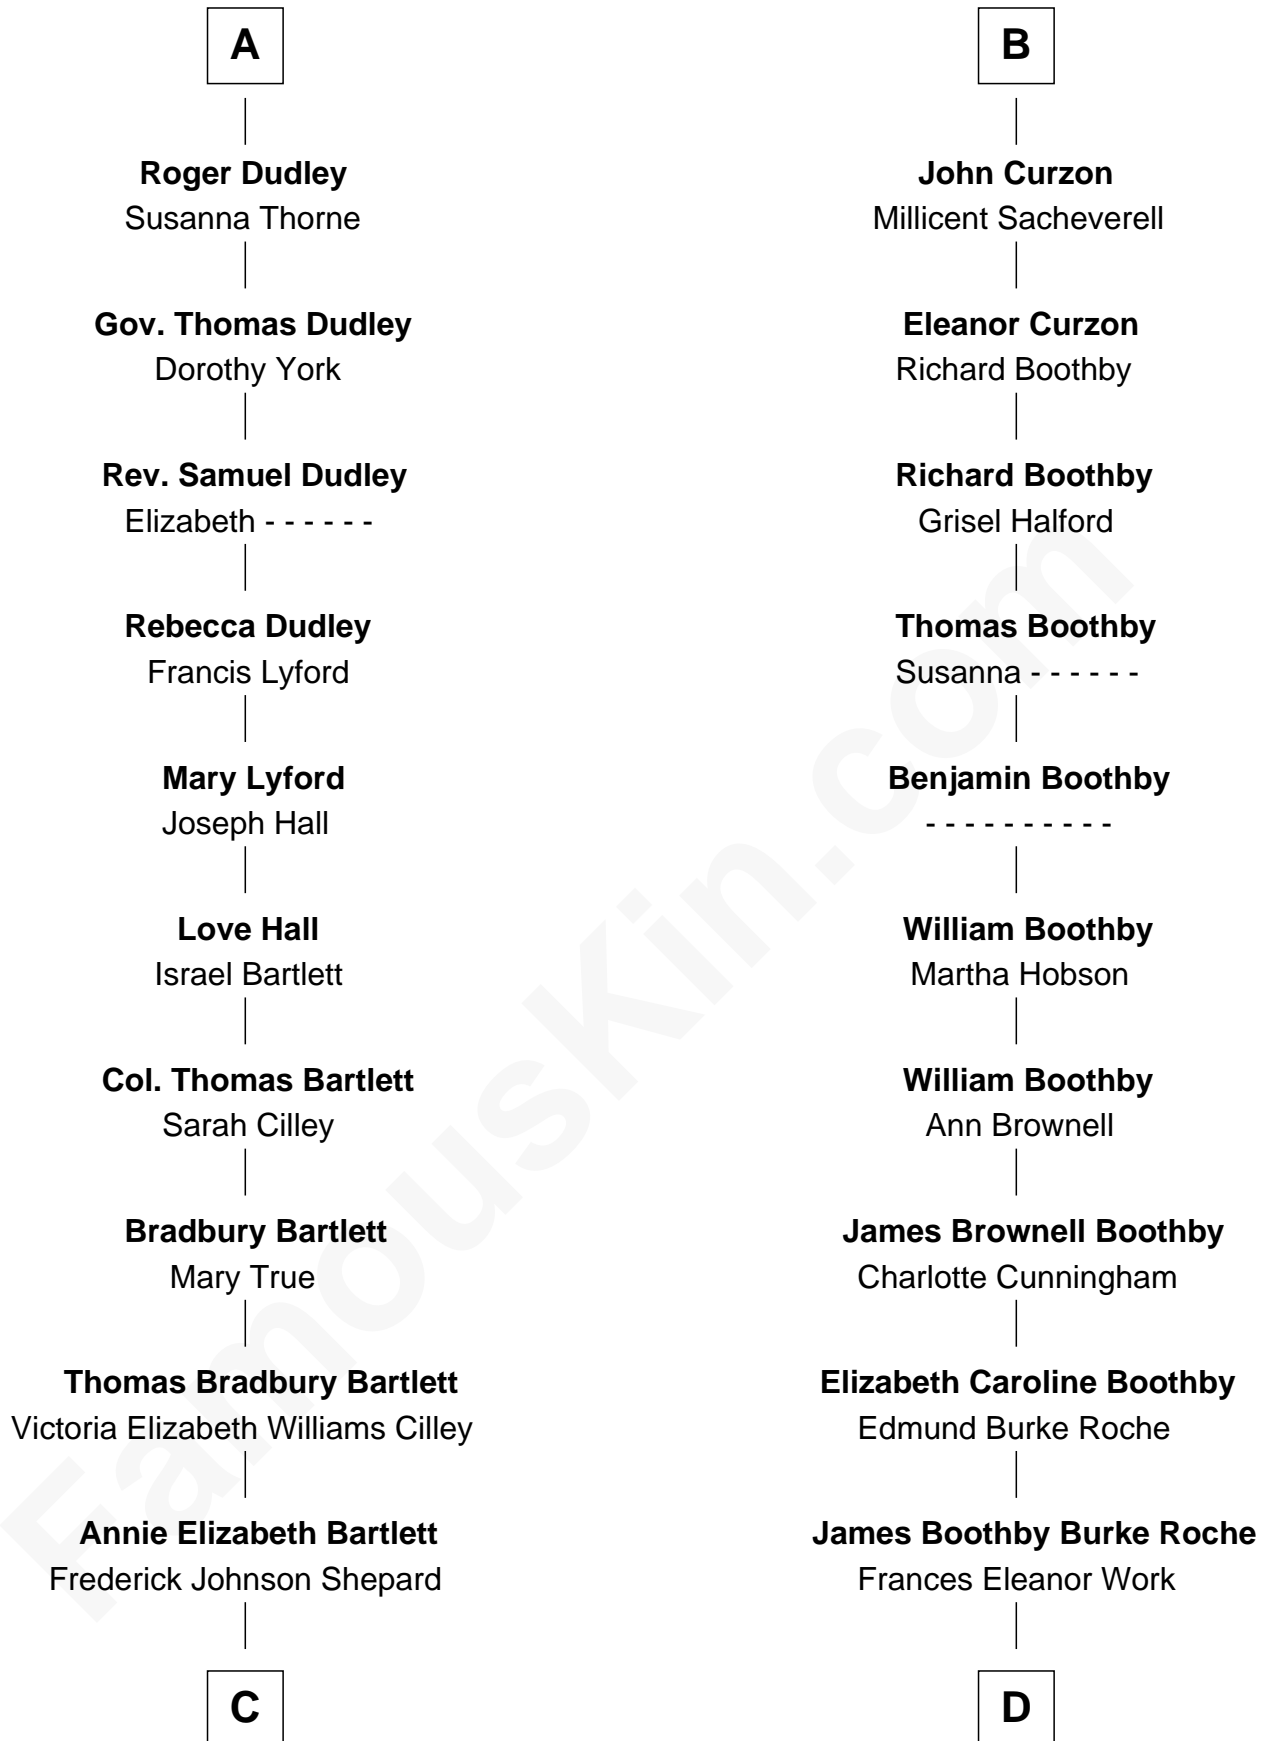 A
Roger Dudley
Susanna Thorne
Gov. Thomas Dudley
Dorothy York
Rev. Samuel Dudley
Elizabeth - - - - - -
Rebecca Dudley
Francis Lyford
Mary Lyford
Joseph Hall
Love Hall
Israel Bartlett
Col. Thomas Bartlett
Sarah Cilley
Bradbury Bartlett
Mary True
Thomas Bradbury Bartlett
Victoria Elizabeth Williams Cilley
Annie Elizabeth Bartlett
Frederick Johnson Shepard
C
B
John Curzon
Millicent Sacheverell
Eleanor Curzon
Richard Boothby
Richard Boothby
Grisel Halford
Thomas Boothby
Susanna - - - - - -
Benjamin Boothby
- - - - - - - - - -
William Boothby
Martha Hobson
William Boothby
Ann Brownell
James Brownell Boothby
Charlotte Cunningham
Elizabeth Caroline Boothby
Edmund Burke Roche
James Boothby Burke Roche
Frances Eleanor Work
D
FamousKin.com